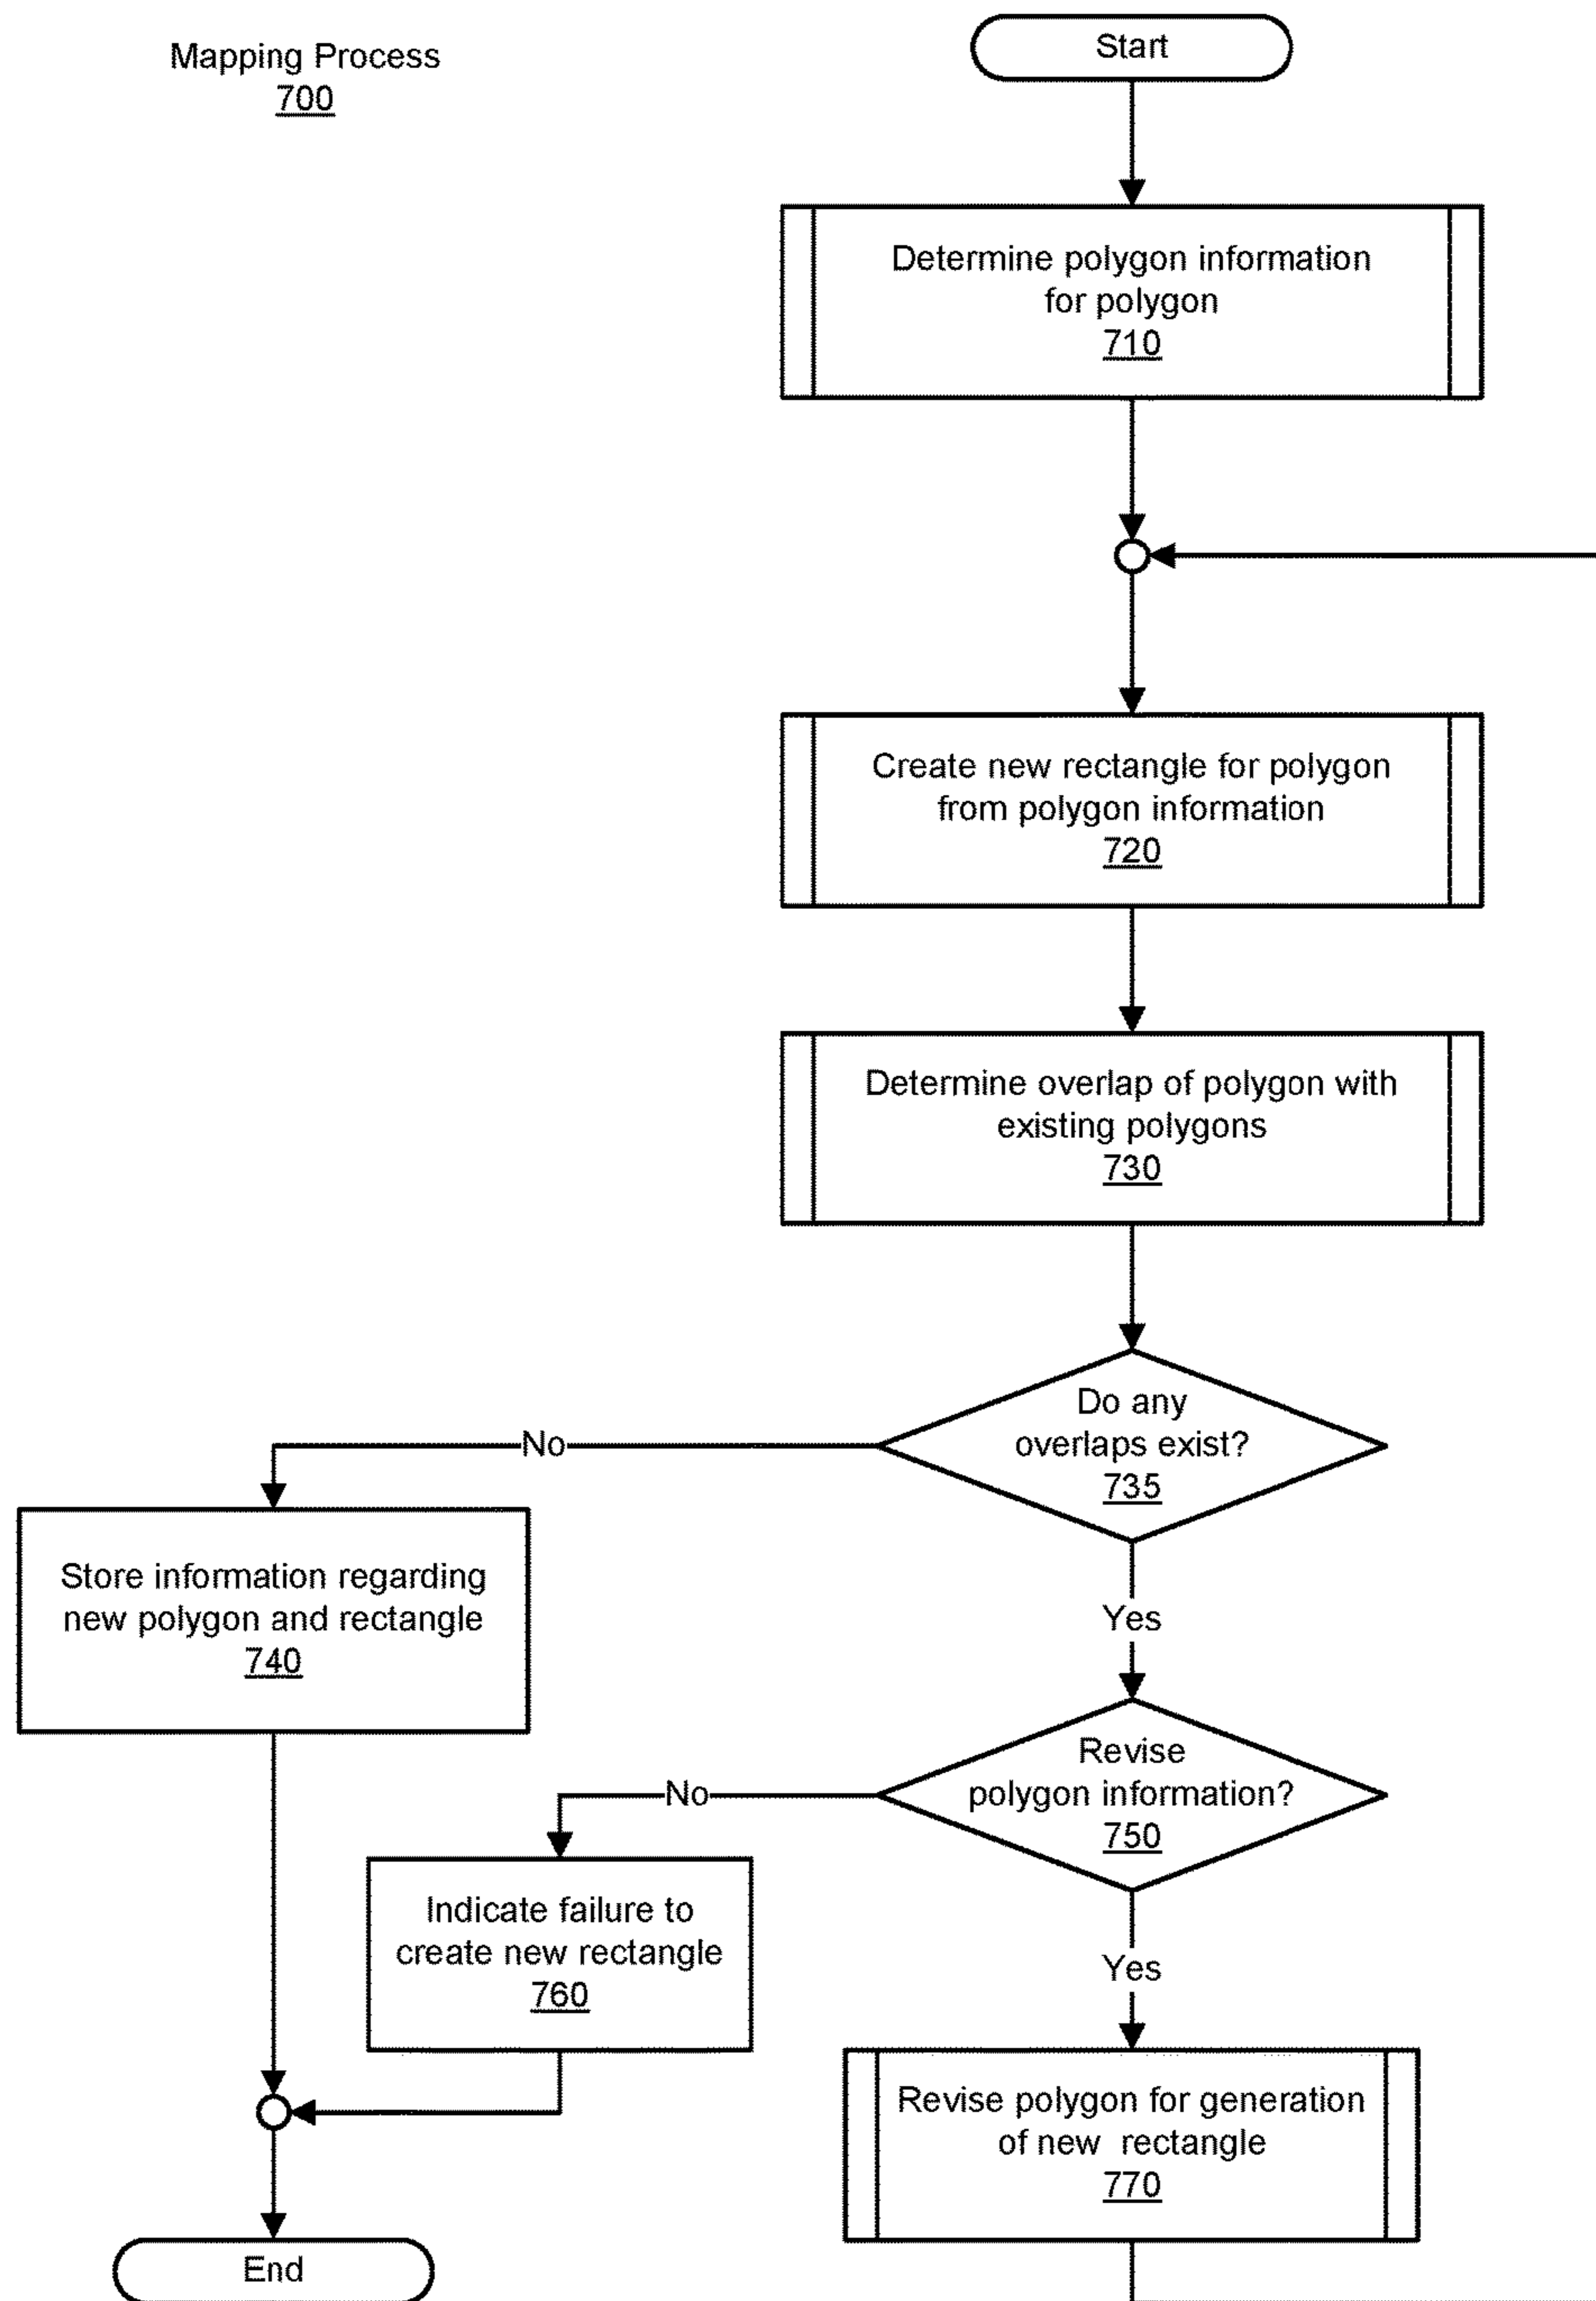 Mapping Process
700
Start
Determine polygon information
for polygon
710
Create new rectangle for polygon
from polygon information
720
Determine overlap of polygon with
existing polygons
730
Do any
overlaps exist?
735
No
Store information regarding
new polygon and rectangle
740
Yes
Revise
polygon information?
750
No
Indicate failure to
create new rectangle
760
Yes
Revise polygon for generation
of new rectangle
770
End